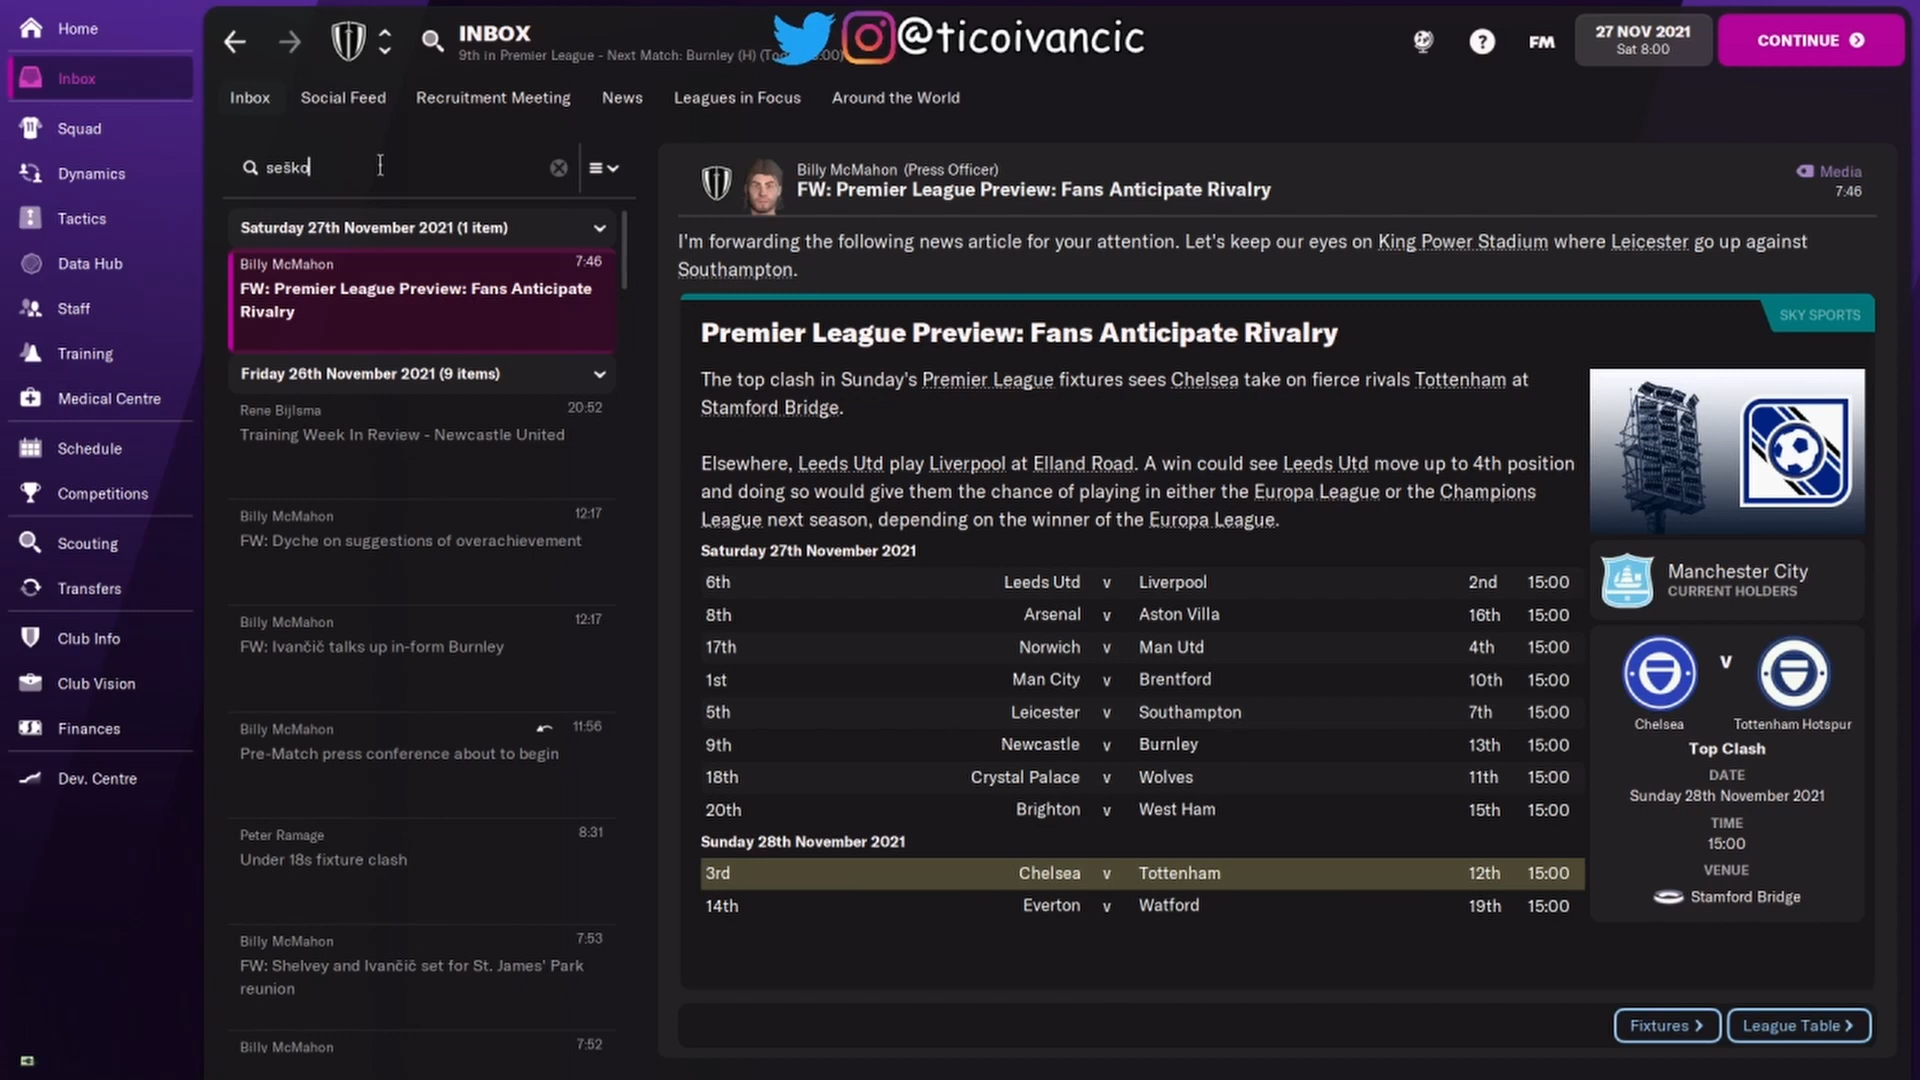 Home
Inbox
Squad
Dynamics
Tactics
Data Hub
Staff
Training
Medical Centre
Schedule
Competitions
Scouting
Transfers
Club Info
Club Vision
Finances
Dev. Centre
INBOX
9th in Premier League - Next Match: Burnley (H)
@ticoivancic
FM
27 NOV 2021
Sat 8:00
CONTINUE
Inbox Social Feed Recruitment Meeting News Leagues in Focus Around the World
seško
Saturday 27th November 2021 (1 item)
Billy McMahon 7:46
FW: Premier League Preview: Fans Anticipate
Rivalry
Friday 26th November 2021 (9 items)
Rene Bijlsma 20:52
Training Week In Review - Newcastle United
Billy McMahon 12:17
FW: Dyche on suggestions of overachievement
Billy McMahon 12:17
FW: Ivančič talks up in-form Burnley
Billy McMahon 11:56
Pre-Match press conference about to begin
Peter Ramage 8:31
Under 18s fixture clash
Billy McMahon 7:53
FW: Shelvey and Ivančič set for St. James' Park
reunion
Billy McMahon 7:52
Billy McMahon (Press Officer)
FW: Premier League Preview: Fans Anticipate Rivalry
Media
7:46
I'm forwarding the following news article for your attention. Let's keep our eyes on King Power Stadium where Leicester go up against
Southampton.
SKY SPORTS
Premier League Preview: Fans Anticipate Rivalry
The top clash in Sunday's Premier League fixtures sees Chelsea take on fierce rivals Tottenham at
Stamford Bridge.
Elsewhere, Leeds Utd play Liverpool at Elland Road. A win could see Leeds Utd move up to 4th position
and doing so would give them the chance of playing in either the Europa League or the Champions
League next season, depending on the winner of the Europa League.
Saturday 27th November 2021
6th Leeds Utd v Liverpool 2nd 15:00
8th Arsenal v Aston Villa 16th 15:00
17th Norwich v Man Utd 4th 15:00
1st Man City v Brentford 10th 15:00
5th Leicester v Southampton 7th 15:00
9th Newcastle v Burnley 13th 15:00
18th Crystal Palace v Wolves 11th 15:00
20th Brighton v West Ham 15th 15:00
Sunday 28th November 2021
3rd Chelsea v Tottenham 12th 15:00
14th Everton v Watford 19th 15:00
Manchester City
CURRENT HOLDERS
v
Chelsea Tottenham Hotspur
Top Clash
DATE
Sunday 28th November 2021
TIME
15:00
VENUE
Stamford Bridge
Fixtures
League Table